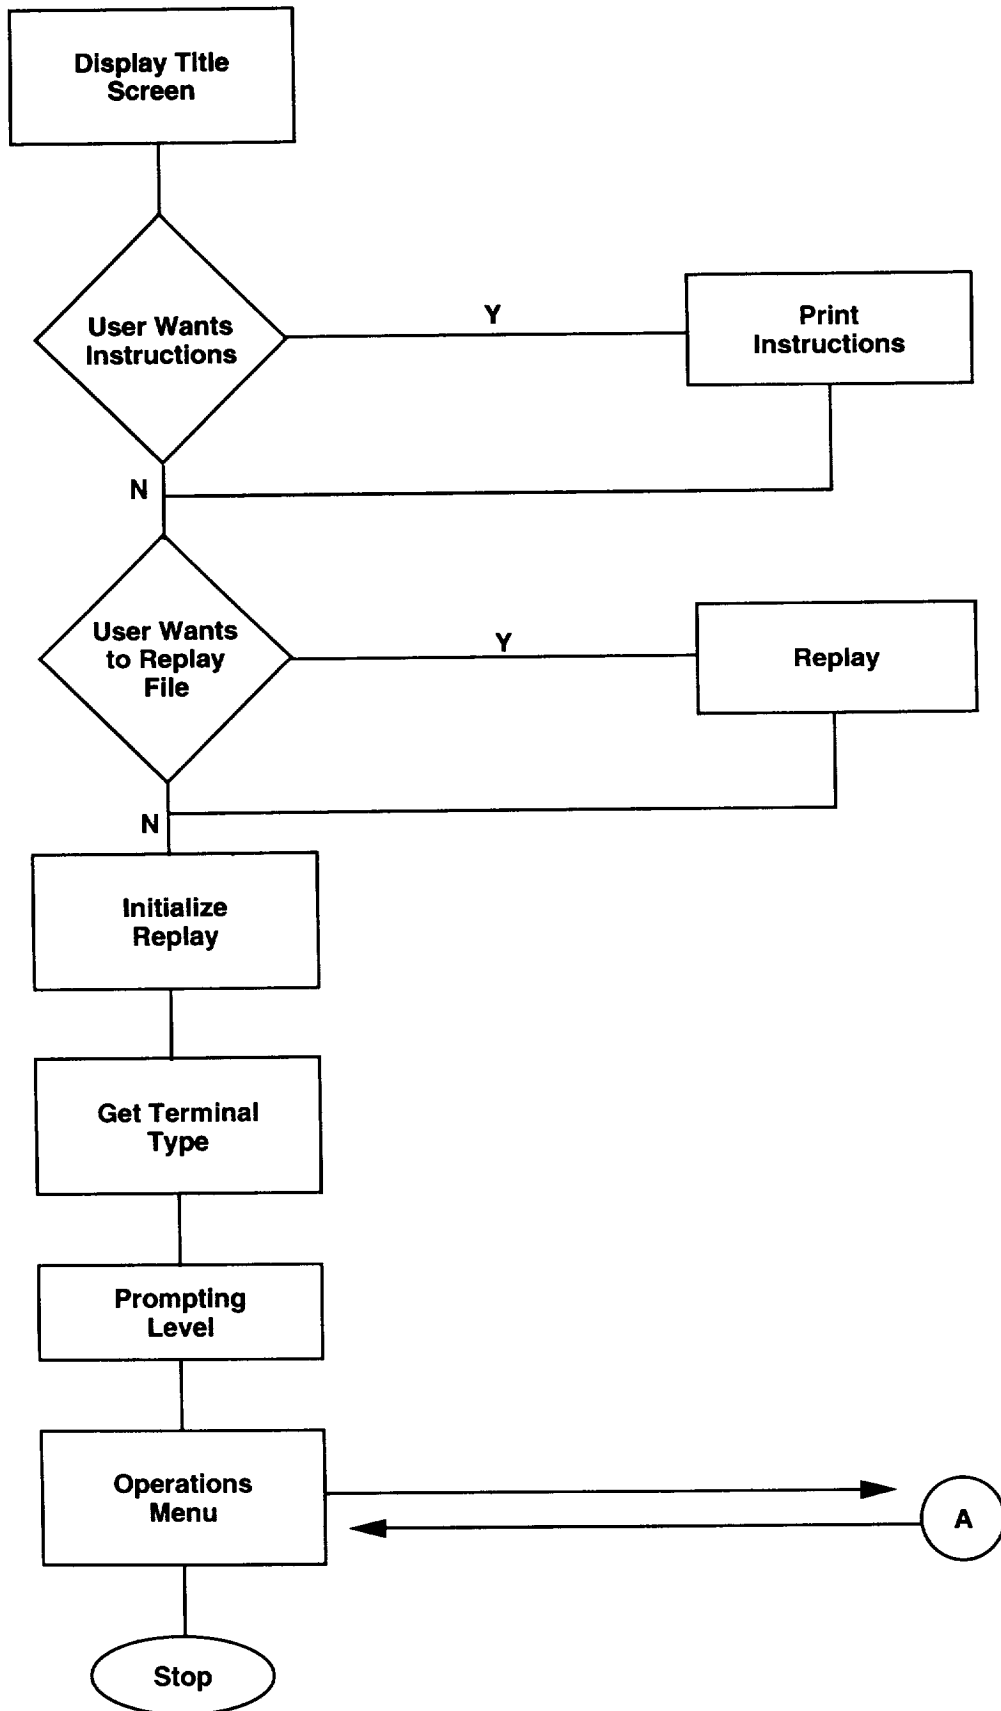 Display Title
Screen
User Wants
Instructions
Y
Print
Instructions
N
User Wants
to Replay
File
Y
Replay
N
Initialize
Replay
Get Terminal
Type
Prompting
Level
Operations
Menu
A
Stop